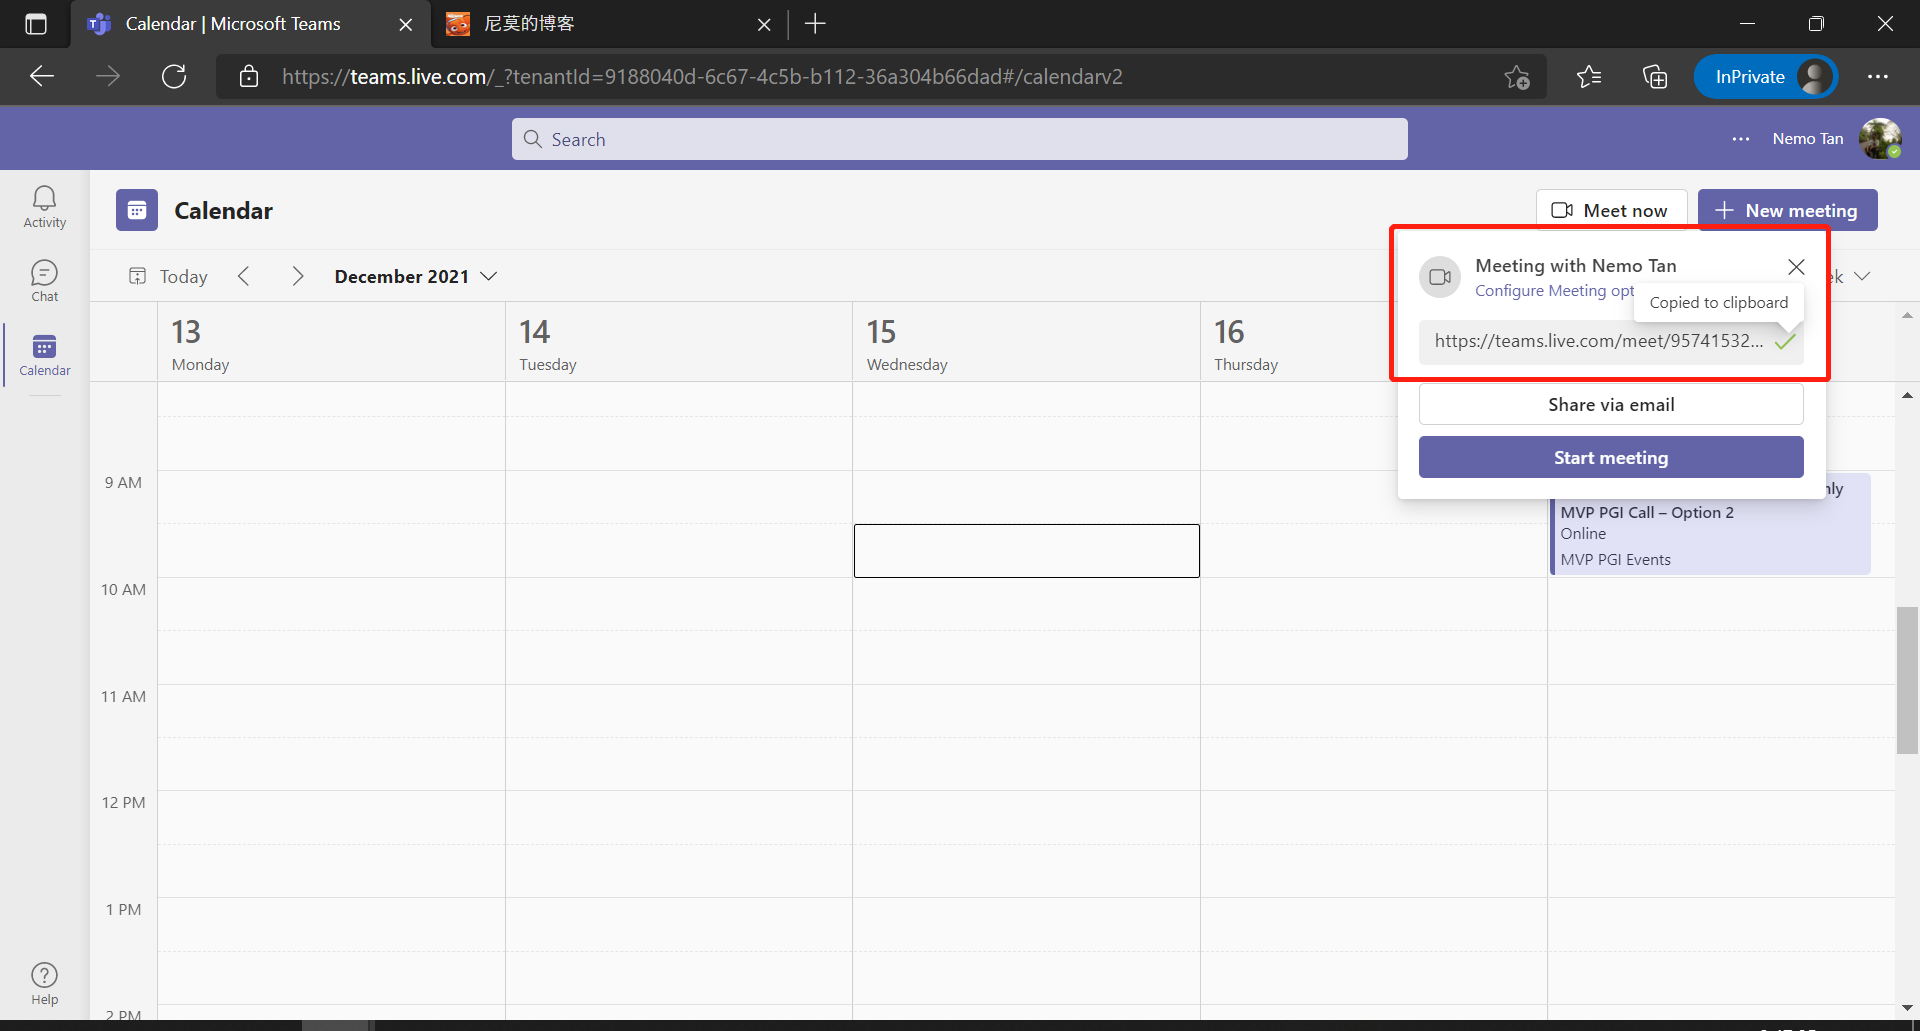 Calendar | Microsoft Teams
尼莫的博客
https://teams.live.com/_?tenantId=9188040d-6c67-4c5b-b112-36a304b66dad#/calendarv2
InPrivate
Search
Nemo Tan
Activity
Chat
Calendar
Help
Calendar
Meet now
New meeting
Today
December 2021
ek
Meeting with Nemo Tan
Configure Meeting opt
Copied to clipboard
https://teams.live.com/meet/95741532...
Share via email
Start meeting
13
Monday
14
Tuesday
15
Wednesday
16
Thursday
9 AM
10 AM
11 AM
12 PM
1 PM
2 PM
nly
MVP PGI Call – Option 2
Online
MVP PGI Events